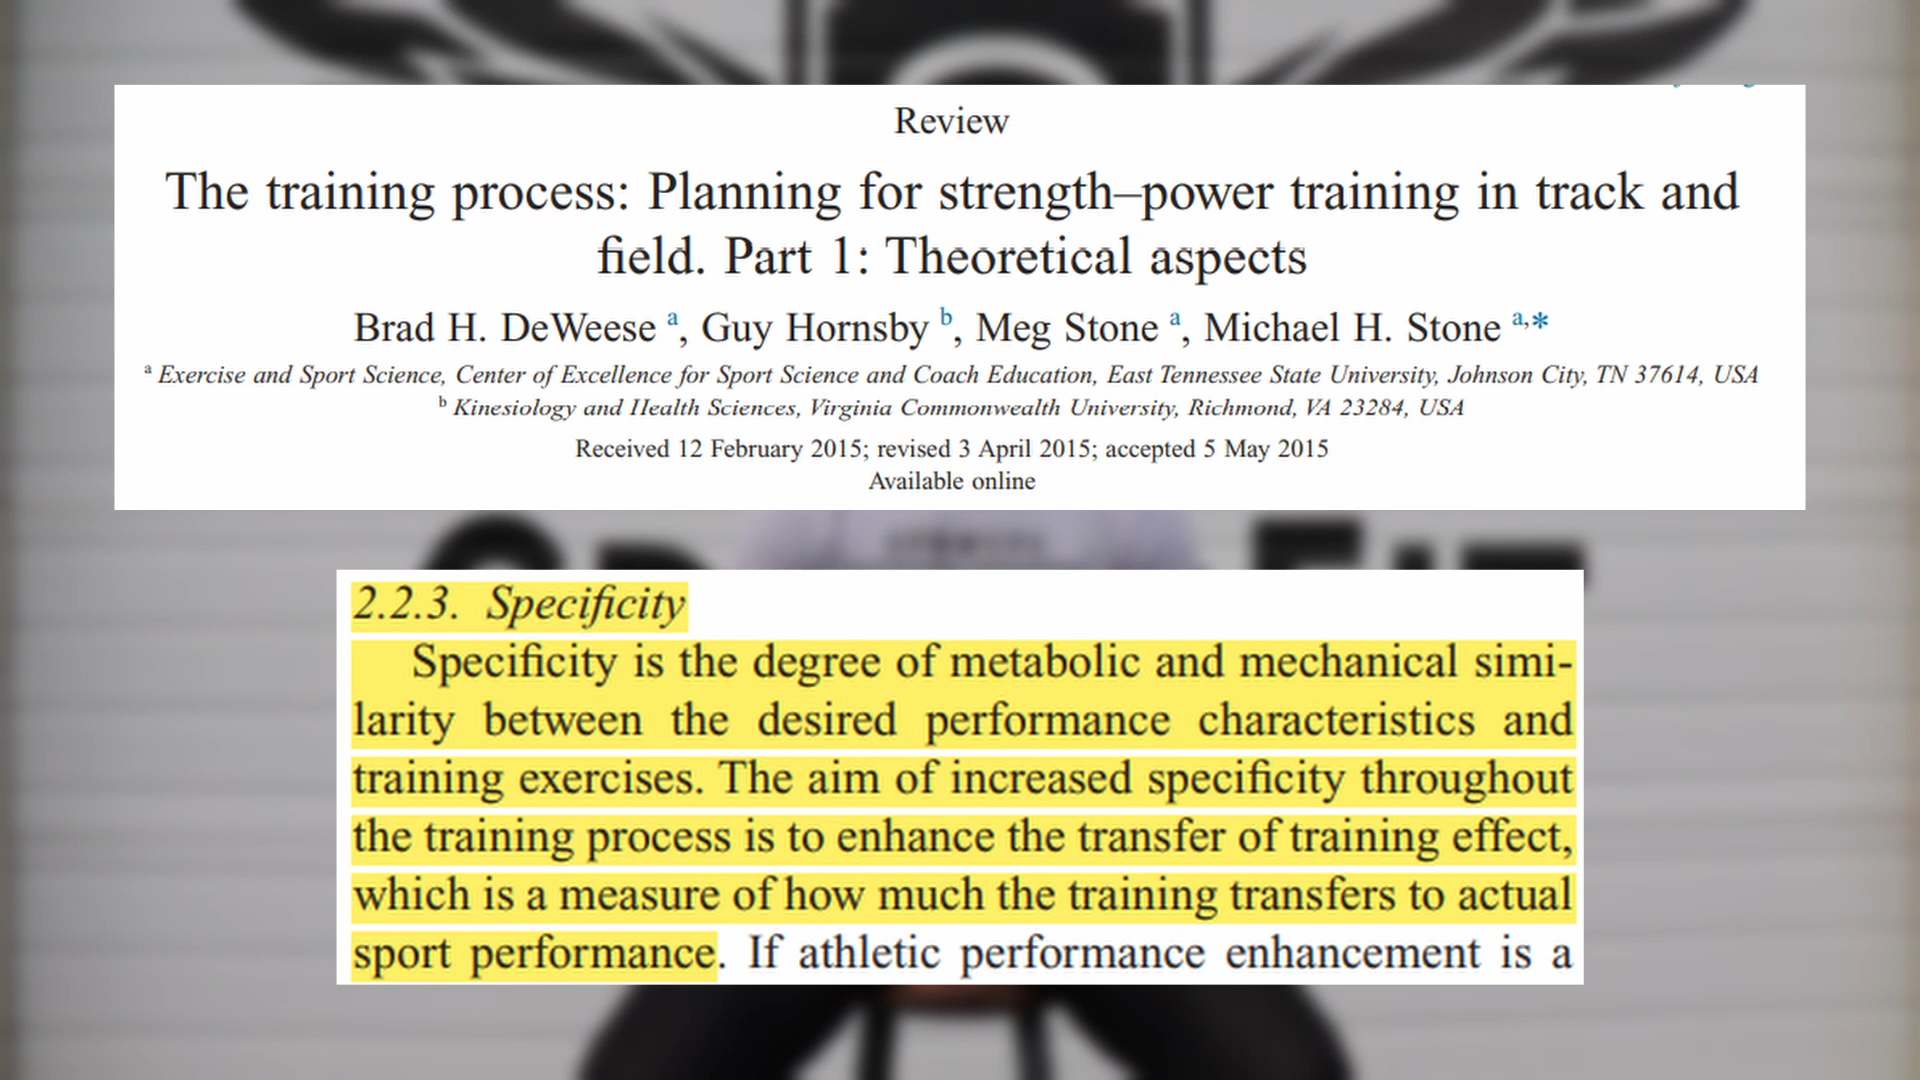 Review
The training process: Planning for strength–power training in track and
field. Part 1: Theoretical aspects
Brad H. DeWeese a, Guy Hornsby b, Meg Stone a, Michael H. Stone a,*
a Exercise and Sport Science, Center of Excellence for Sport Science and Coach Education, East Tennessee State University, Johnson City, TN 37614, USA
b Kinesiology and Health Sciences, Virginia Commonwealth University, Richmond, VA 23284, USA
Received 12 February 2015; revised 3 April 2015; accepted 5 May 2015
Available online
2.2.3. Specificity
Specificity is the degree of metabolic and mechanical simi-
larity between the desired performance characteristics and
training exercises. The aim of increased specificity throughout
the training process is to enhance the transfer of training effect,
which is a measure of how much the training transfers to actual
sport performance. If athletic performance enhancement is a